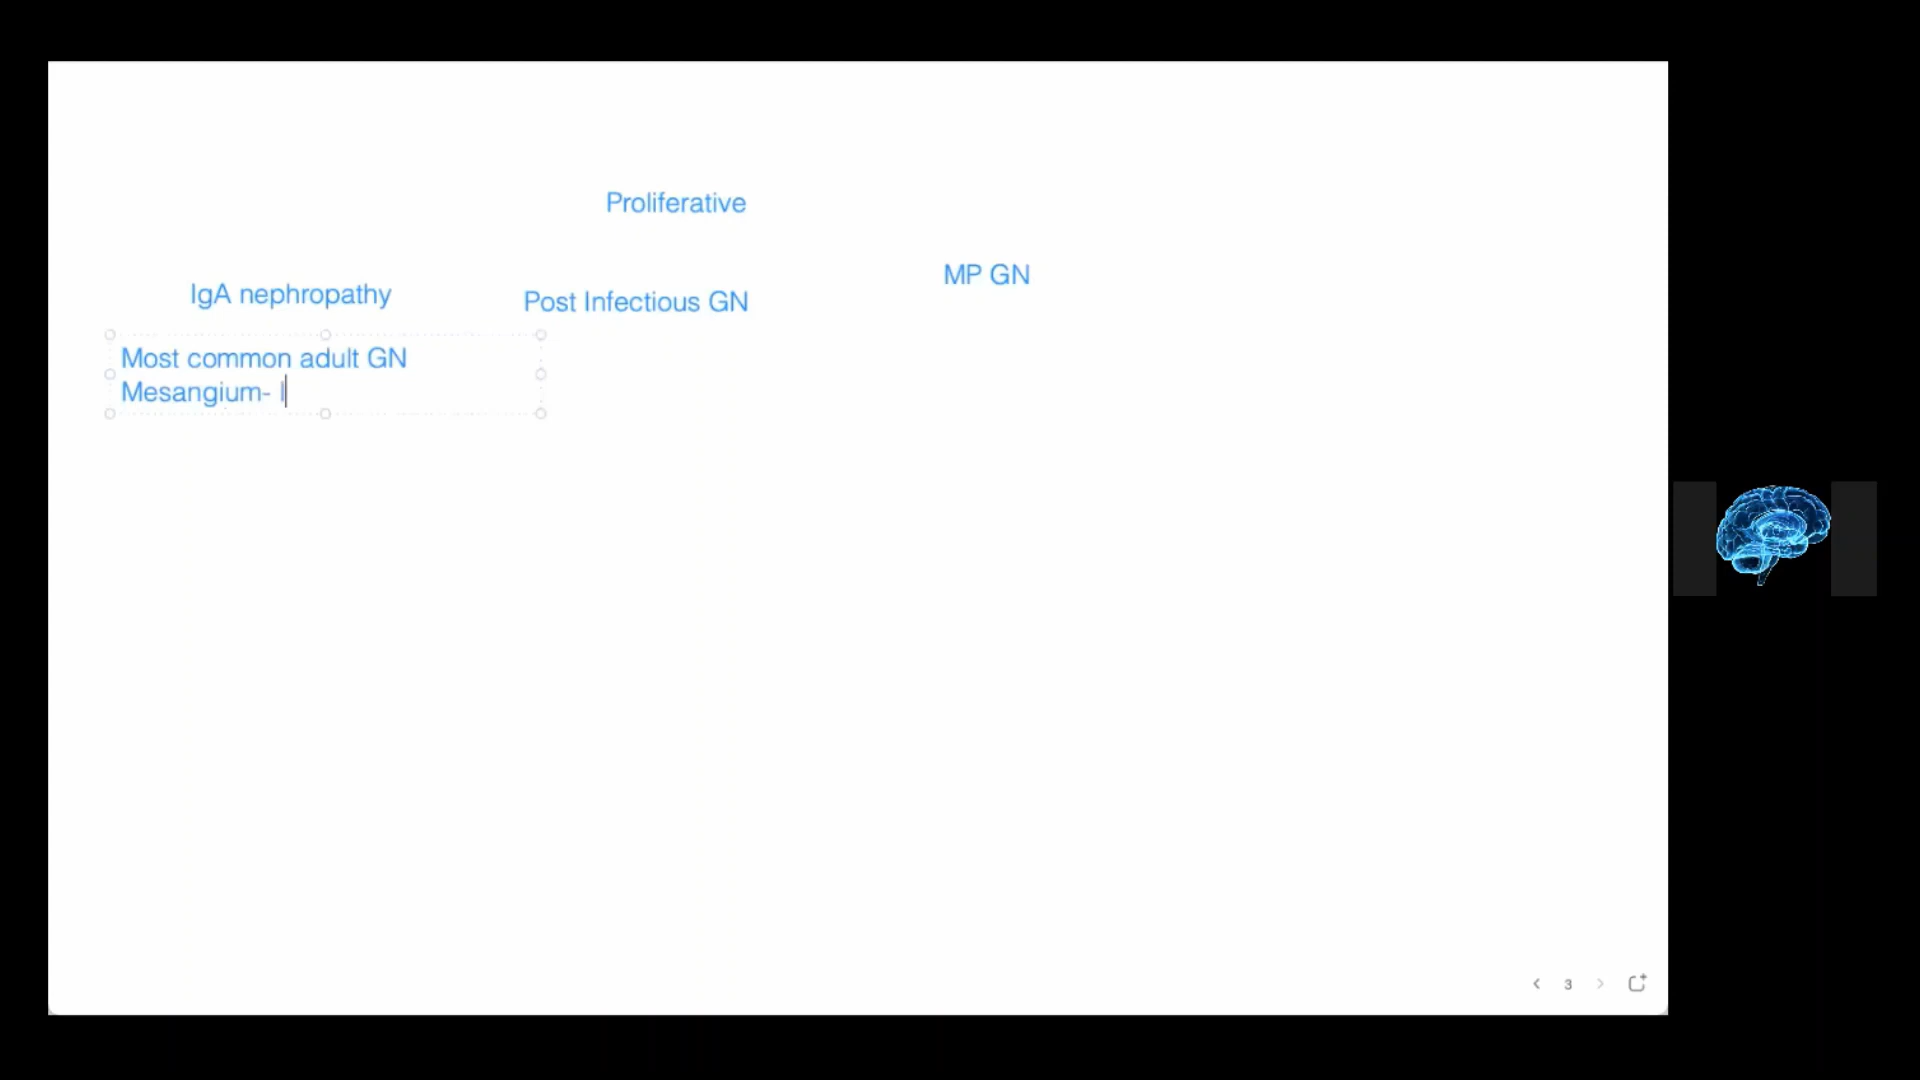 Proliferative
MP GN
IgA nephropathy
Post Infectious GN
Most common adult GN
Mesangium- I
3